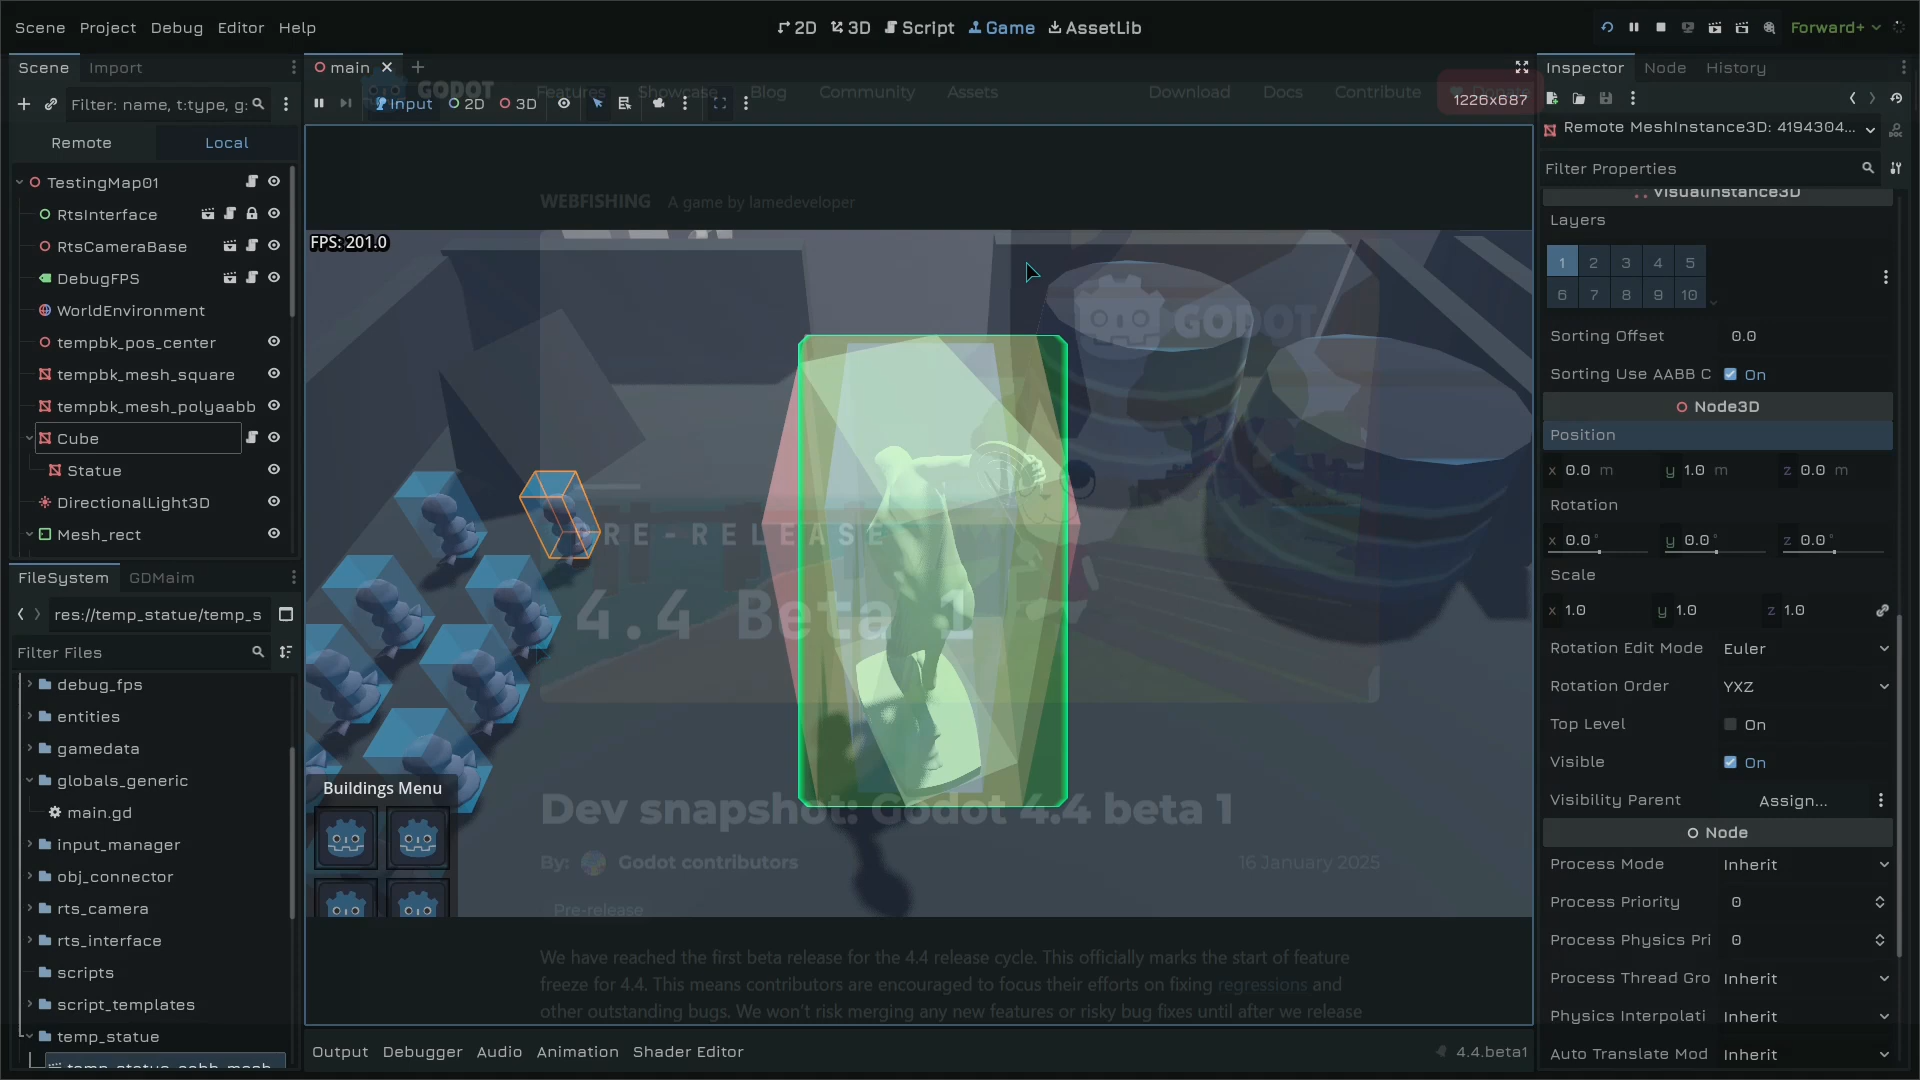 Scene Project Debug Editor Help
2D 3D Script Game AssetLib
Forward+
Scene Import
main
Filter: name, t:type, g:
Input 2D 3D
1226x687
GODOT Features Showcase Blog Community Assets Download Docs Contribute
Remote Local
TestingMap01
RtsInterface
RtsCameraBase
DebugFPS
WorldEnvironment
tempbk_pos_center
tempbk_mesh_square
tempbk_mesh_polyaabb
Cube
Statue
DirectionalLight3D
Mesh_rect
FileSystem GDMaim
res://temp_statue/temp_s
Filter Files
debug_fps
entities
gamedata
globals_generic
main.gd
input_manager
obj_connector
rts_camera
rts_interface
scripts
script_templates
temp_statue
WEBFISHING A game by lamedeveloper
FPS: 201.0
GODOT
PRE-RELEASE
4.4 Beta 1
Buildings Menu
Dev snapshot: Godot 4.4 beta 1
By: Godot contributors 16 January 2025
Pre-release
We have reached the first beta release for the 4.4 release cycle. This officially marks the start of feature
freeze for 4.4. This means contributors are encouraged to focus their efforts on fixing regressions and
other outstanding bugs. We won't risk merging any new features or risky bug fixes until after we release
Output Debugger Audio Animation Shader Editor
4.4.beta1
Inspector Node History
Remote MeshInstance3D: 4194304...
Filter Properties
VisualInstance3D
Layers
1 2 3 4 5
6 7 8 9 10
Sorting Offset 0.0
Sorting Use AABB C On
Node3D
Position
x 0.0 m y 1.0 m z 0.0 m
Rotation
x 0.0° y 0.0° z 0.0°
Scale
x 1.0 y 1.0 z 1.0
Rotation Edit Mode Euler
Rotation Order YXZ
Top Level On
Visible On
Visibility Parent Assign...
Node
Process Mode Inherit
Process Priority 0
Process Physics Pri 0
Process Thread Gro Inherit
Physics Interpolati Inherit
Auto Translate Mod Inherit